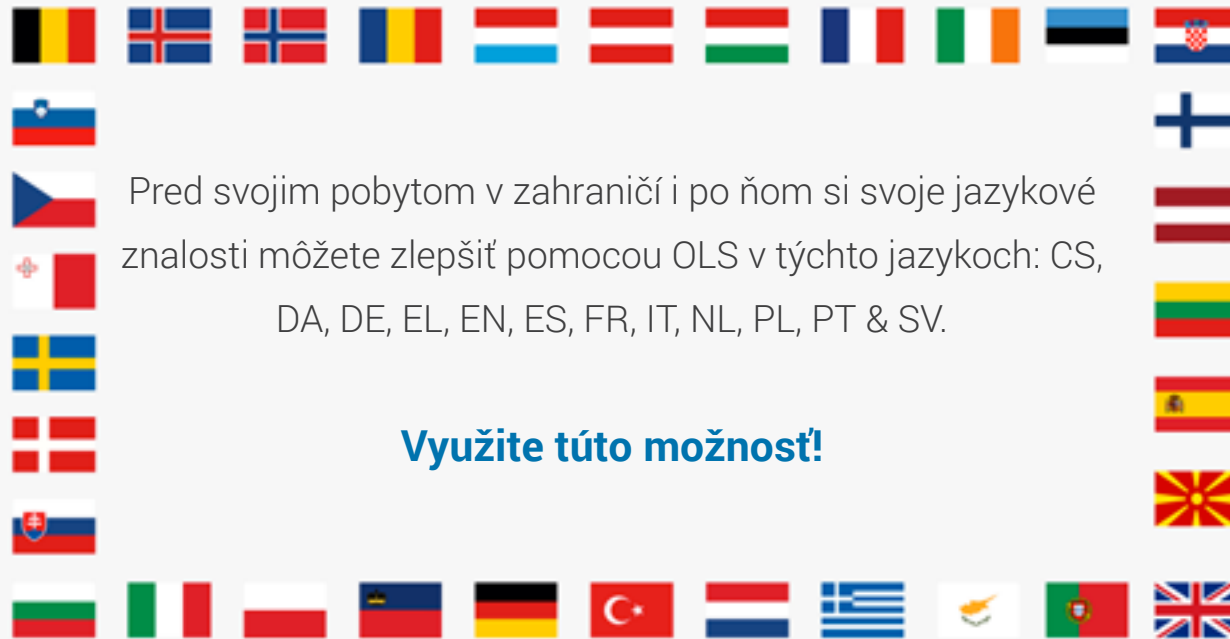 Pred svojim pobytom v zahraničí i po ňom si svoje jazykové
znalosti môžete zlepšiť pomocou OLS v týchto jazykoch: CS,
DA, DE, EL, EN, ES, FR, IT, NL, PL, PT & SV.
Využite túto možnosť!